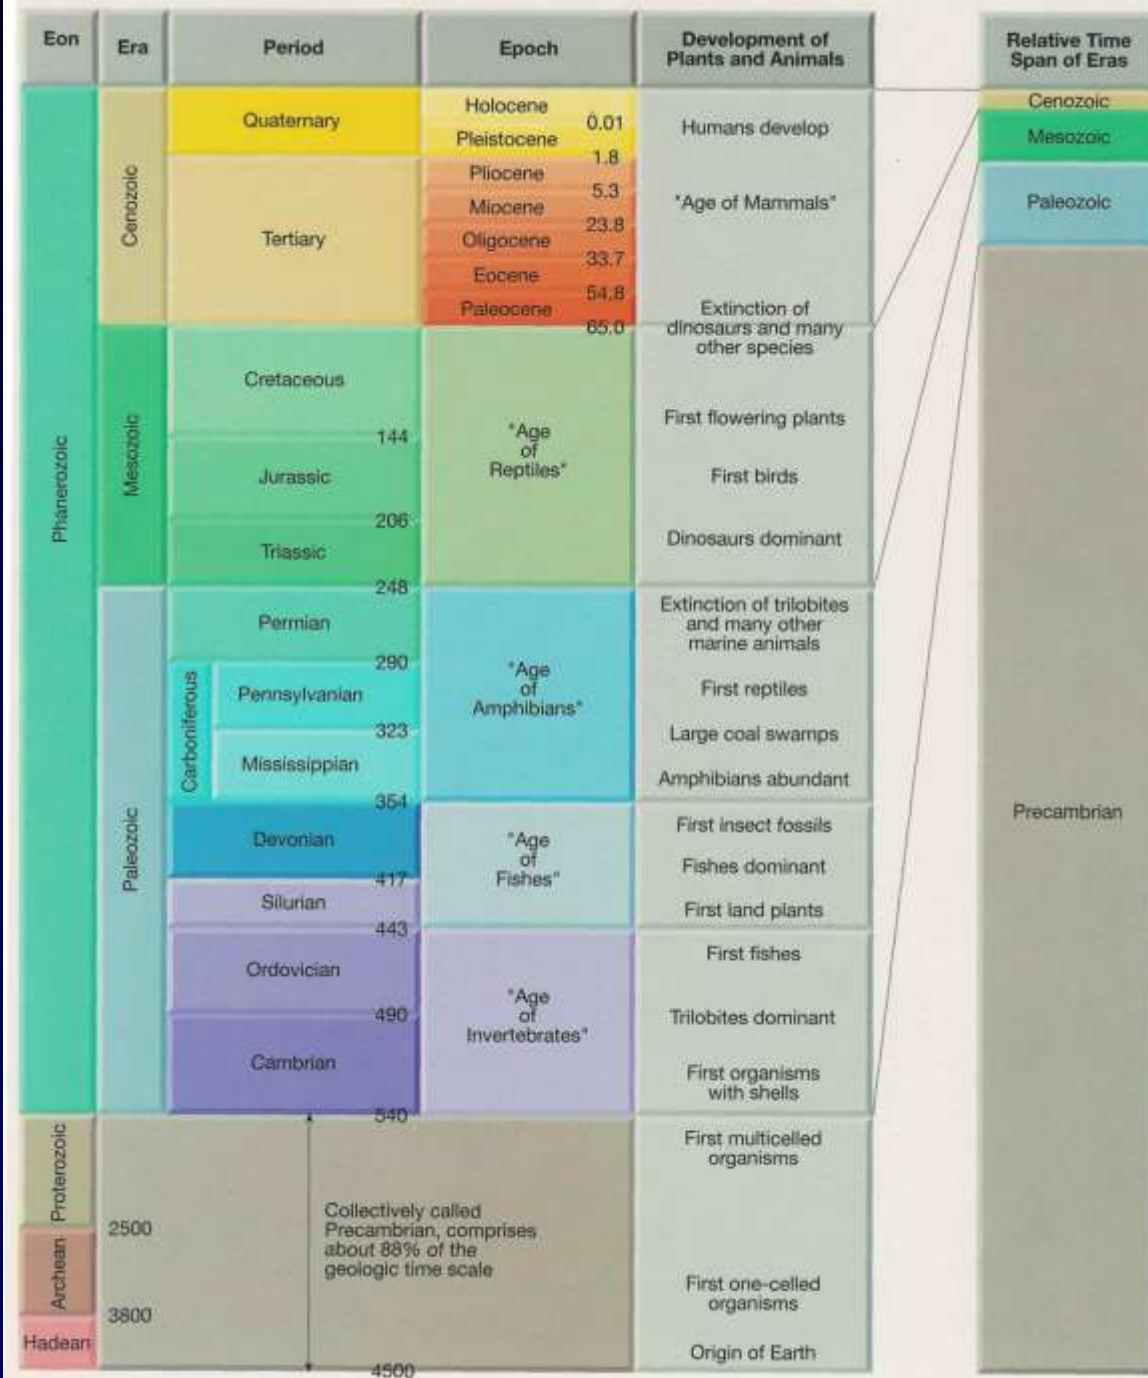 Eon
Era
Period
Epoch
Development of
Plants and Animals
Relative Time
Span of Eras
Phanerozoic
Cenozoic
Quaternary
Holocene
0.01
Pleistocene
1.8
Tertiary
Pliocene
5.3
Miocene
23.8
Oligocene
33.7
Eocene
54.8
Paleocene
65.0
Humans develop
"Age of Mammals"
Extinction of
dinosaurs and many
other species
Mesozoic
Cretaceous
144
Jurassic
206
Triassic
248
"Age
of
Reptiles"
First flowering plants
First birds
Dinosaurs dominant
Paleozoic
Permian
290
Carboniferous
Pennsylvanian
323
Mississippian
354
"Age
of
Amphibians"
Extinction of trilobites
and many other
marine animals
First reptiles
Large coal swamps
Amphibians abundant
Devonian
417
Silurian
443
"Age
of
Fishes"
First insect fossils
Fishes dominant
First land plants
Ordovician
490
Cambrian
540
"Age
of
Invertebrates"
First fishes
Trilobites dominant
First organisms
with shells
Proterozoic
2500
Archean
3800
Hadean
4500
Collectively called
Precambrian, comprises
about 88% of the
geologic time scale
First multicelled
organisms
First one-celled
organisms
Origin of Earth
Cenozoic
Mesozoic
Paleozoic
Precambrian